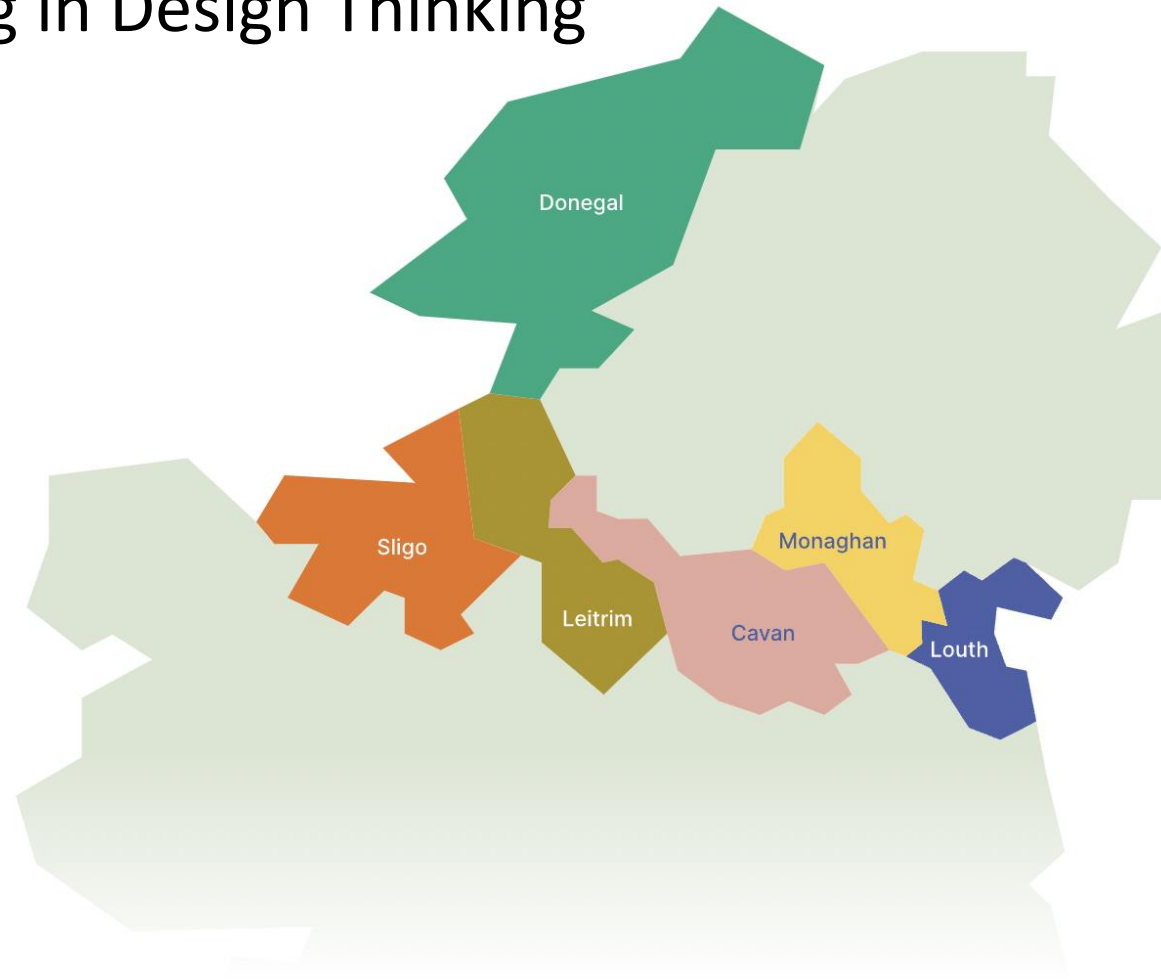 g in Design Thinking
Donegal
Sligo
Monaghan
Leitrim
Cavan
Louth